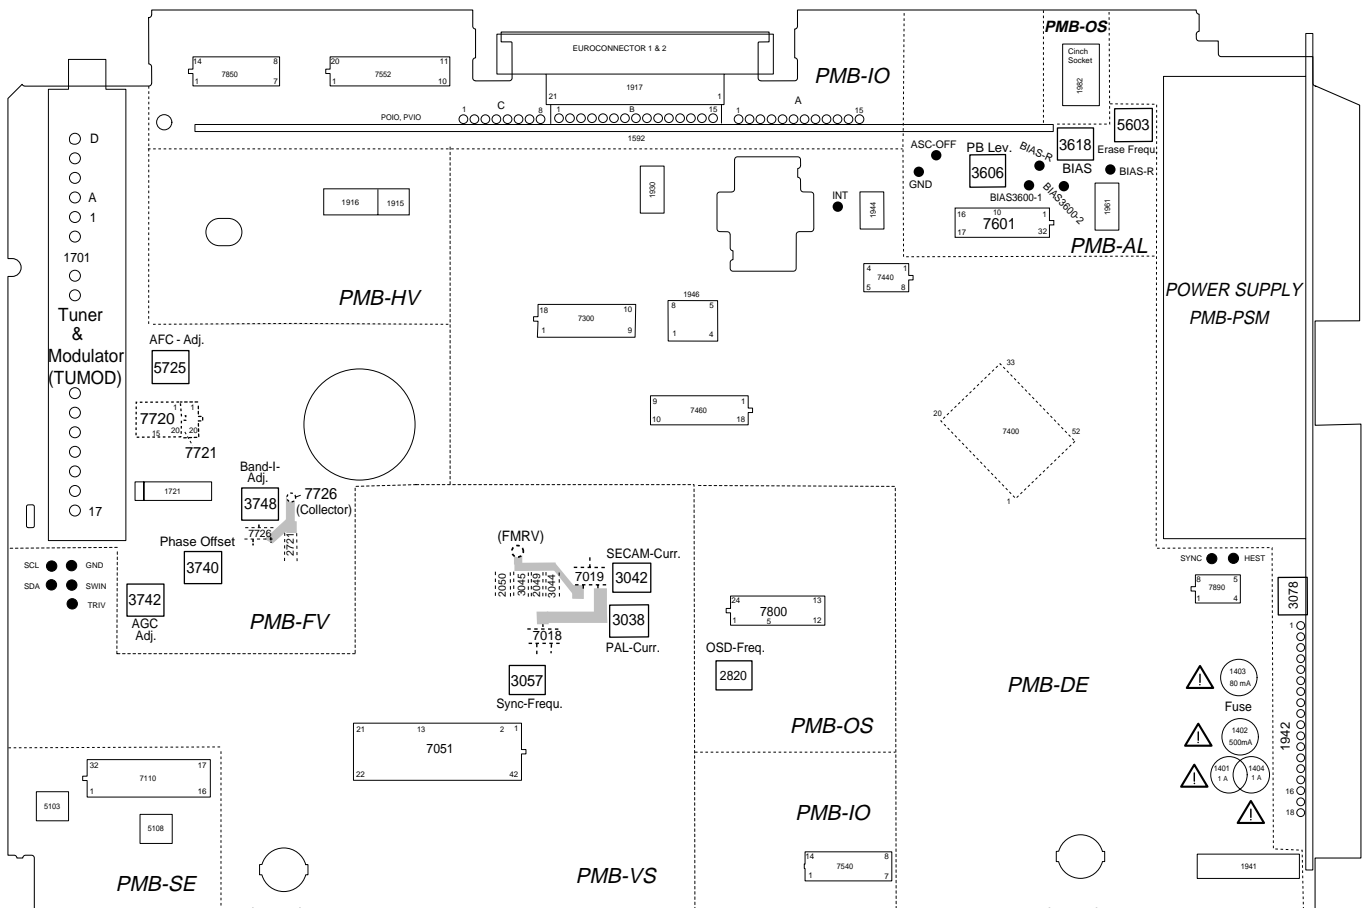 PMB-OS
EUROCONNECTOR 1 & 2
Cinch
Socket
1982
14 8
7850
1 7
20 11
7552
1 10
PMB-IO
1917
21 1
C
1 8
B
1 15
A
1 15
POIO, PVIO
1592
5603
Erase Frequ.
3618
BIAS
ASC-OFF
PB Lev.
3606
BIAS-R
BIAS-R
GND
BIAS3600-1
BIAS3600-2
1961
D
A
1
1701
Tuner
&
Modulator
(TUMOD)
17
1916
1915
1930
INT
1944
16 10 1
7601
17 32
PMB-AL
4 1
7440
5 8
PMB-HV
POWER SUPPLY
PMB-PSM
1946
8 5
1 4
18 10
7300
1 9
AFC - Adj.
5725
33
20
7400
52
1
9 1
7460
10 18
1 1
7720
15 20 20
7721
1721
Band-I-
Adj.
3748
7726
(Collector)
7726
2721
Phase Offset
3740
SCL
GND
SDA
SWIN
TRIV
3742
AGC
Adj.
PMB-FV
(FMRV)
SECAM-Curr.
2050
3045
2049
3044
7019
3042
7018
3038
PAL-Curr.
3057
Sync-Frequ.
SYNC
HEST
8 5
7890
1 4
3078
24 13
7800
1 5 12
OSD-Freq.
2820
PMB-DE
PMB-OS
1
1403
80 mA
Fuse
1402
500mA
1942
1401
1 A
1404
1 A
16
18
!
!
!
!
21 13 2 1
7051
22 42
32 17
7110
1 16
5103
5108
PMB-SE
PMB-VS
PMB-IO
14 8
7540
1 7
1941